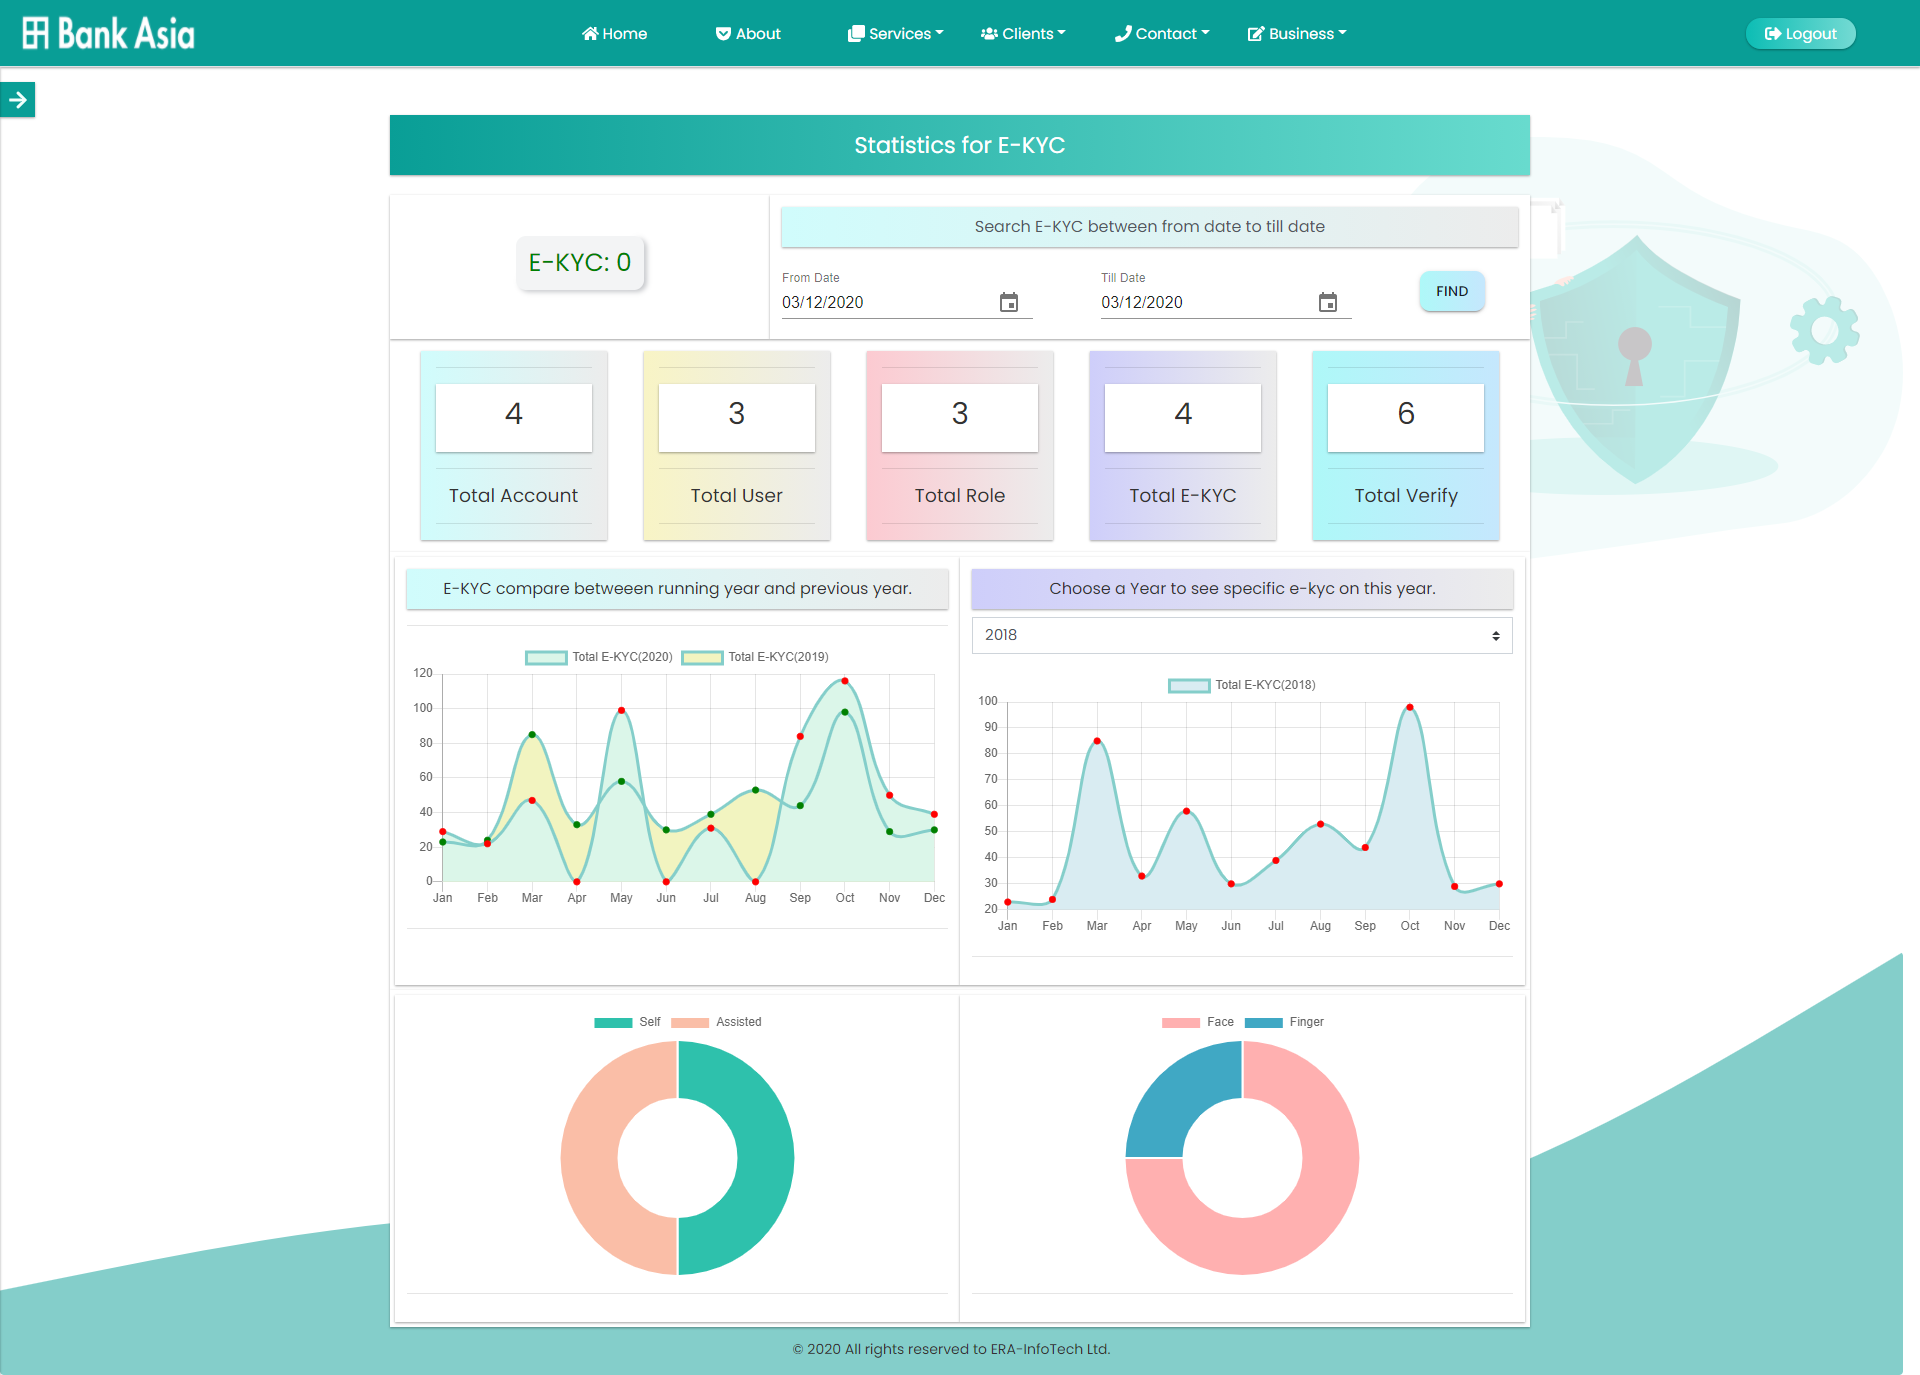 Bank Asia
Home About Services Clients Contact Business Logout
Statistics for E-KYC
E-KYC: 0
Search E-KYC between from date to till date
From Date Till Date
03/12/2020 03/12/2020 FIND
4 3 3 4 6
Total Account Total User Total Role Total E-KYC Total Verify
E-KYC compare betweeen running year and previous year.
Total E-KYC(2020) Total E-KYC(2019)
120
100
80
60
40
20
0
Jan Feb Mar Apr May Jun Jul Aug Sep Oct Nov Dec
Choose a Year to see specific e-kyc on this year.
2018
Total E-KYC(2018)
100
90
80
70
60
50
40
30
20
Jan Feb Mar Apr May Jun Jul Aug Sep Oct Nov Dec
Self Assisted
Face Finger
© 2020 All rights reserved to ERA-InfoTech Ltd.